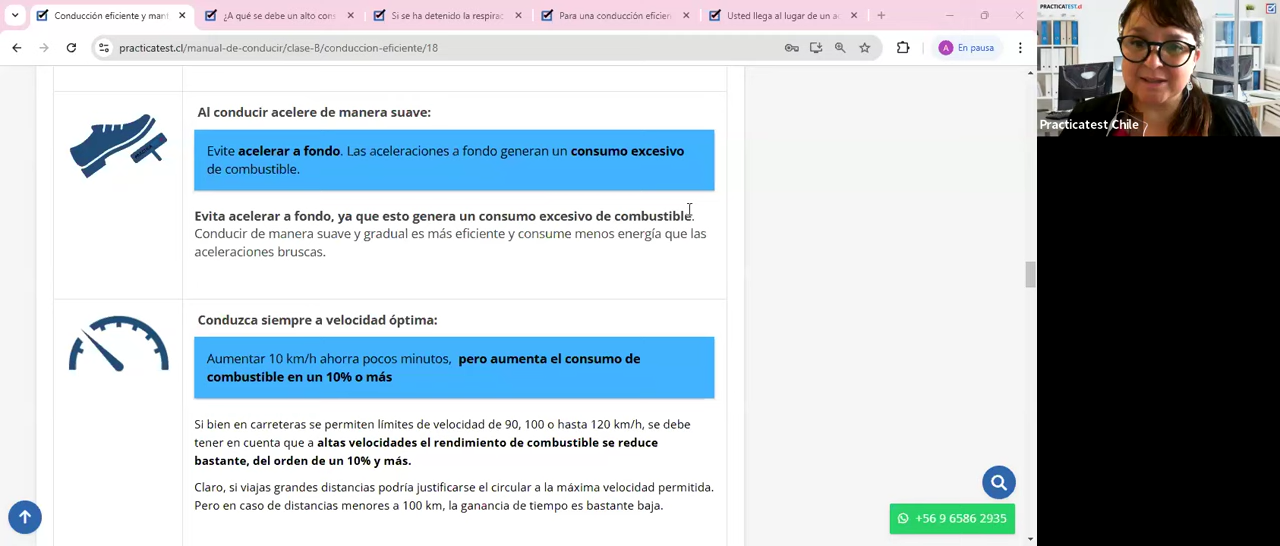 Conducción eficiente y mant
¿A qué se debe un alto cons
Si se ha detenido la respirac
Para una conducción eficien
Usted llega al lugar de un ac
practicatest.cl/manual-de-conducir/clase-B/conduccion-eficiente/18
A En pausa
PRACTICATEST.cl
Practicatest Chile
Al conducir acelere de manera suave:
Evite acelerar a fondo. Las aceleraciones a fondo generan un consumo excesivo
de combustible.
Evita acelerar a fondo, ya que esto genera un consumo excesivo de combustible.
Conducir de manera suave y gradual es más eficiente y consume menos energía que las
aceleraciones bruscas.
Conduzca siempre a velocidad óptima:
Aumentar 10 km/h ahorra pocos minutos, pero aumenta el consumo de
combustible en un 10% o más
Si bien en carreteras se permiten límites de velocidad de 90, 100 o hasta 120 km/h, se debe
tener en cuenta que a altas velocidades el rendimiento de combustible se reduce
bastante, del orden de un 10% y más.
Claro, si viajas grandes distancias podría justificarse el circular a la máxima velocidad permitida.
Pero en caso de distancias menores a 100 km, la ganancia de tiempo es bastante baja.
+56 9 6586 2935